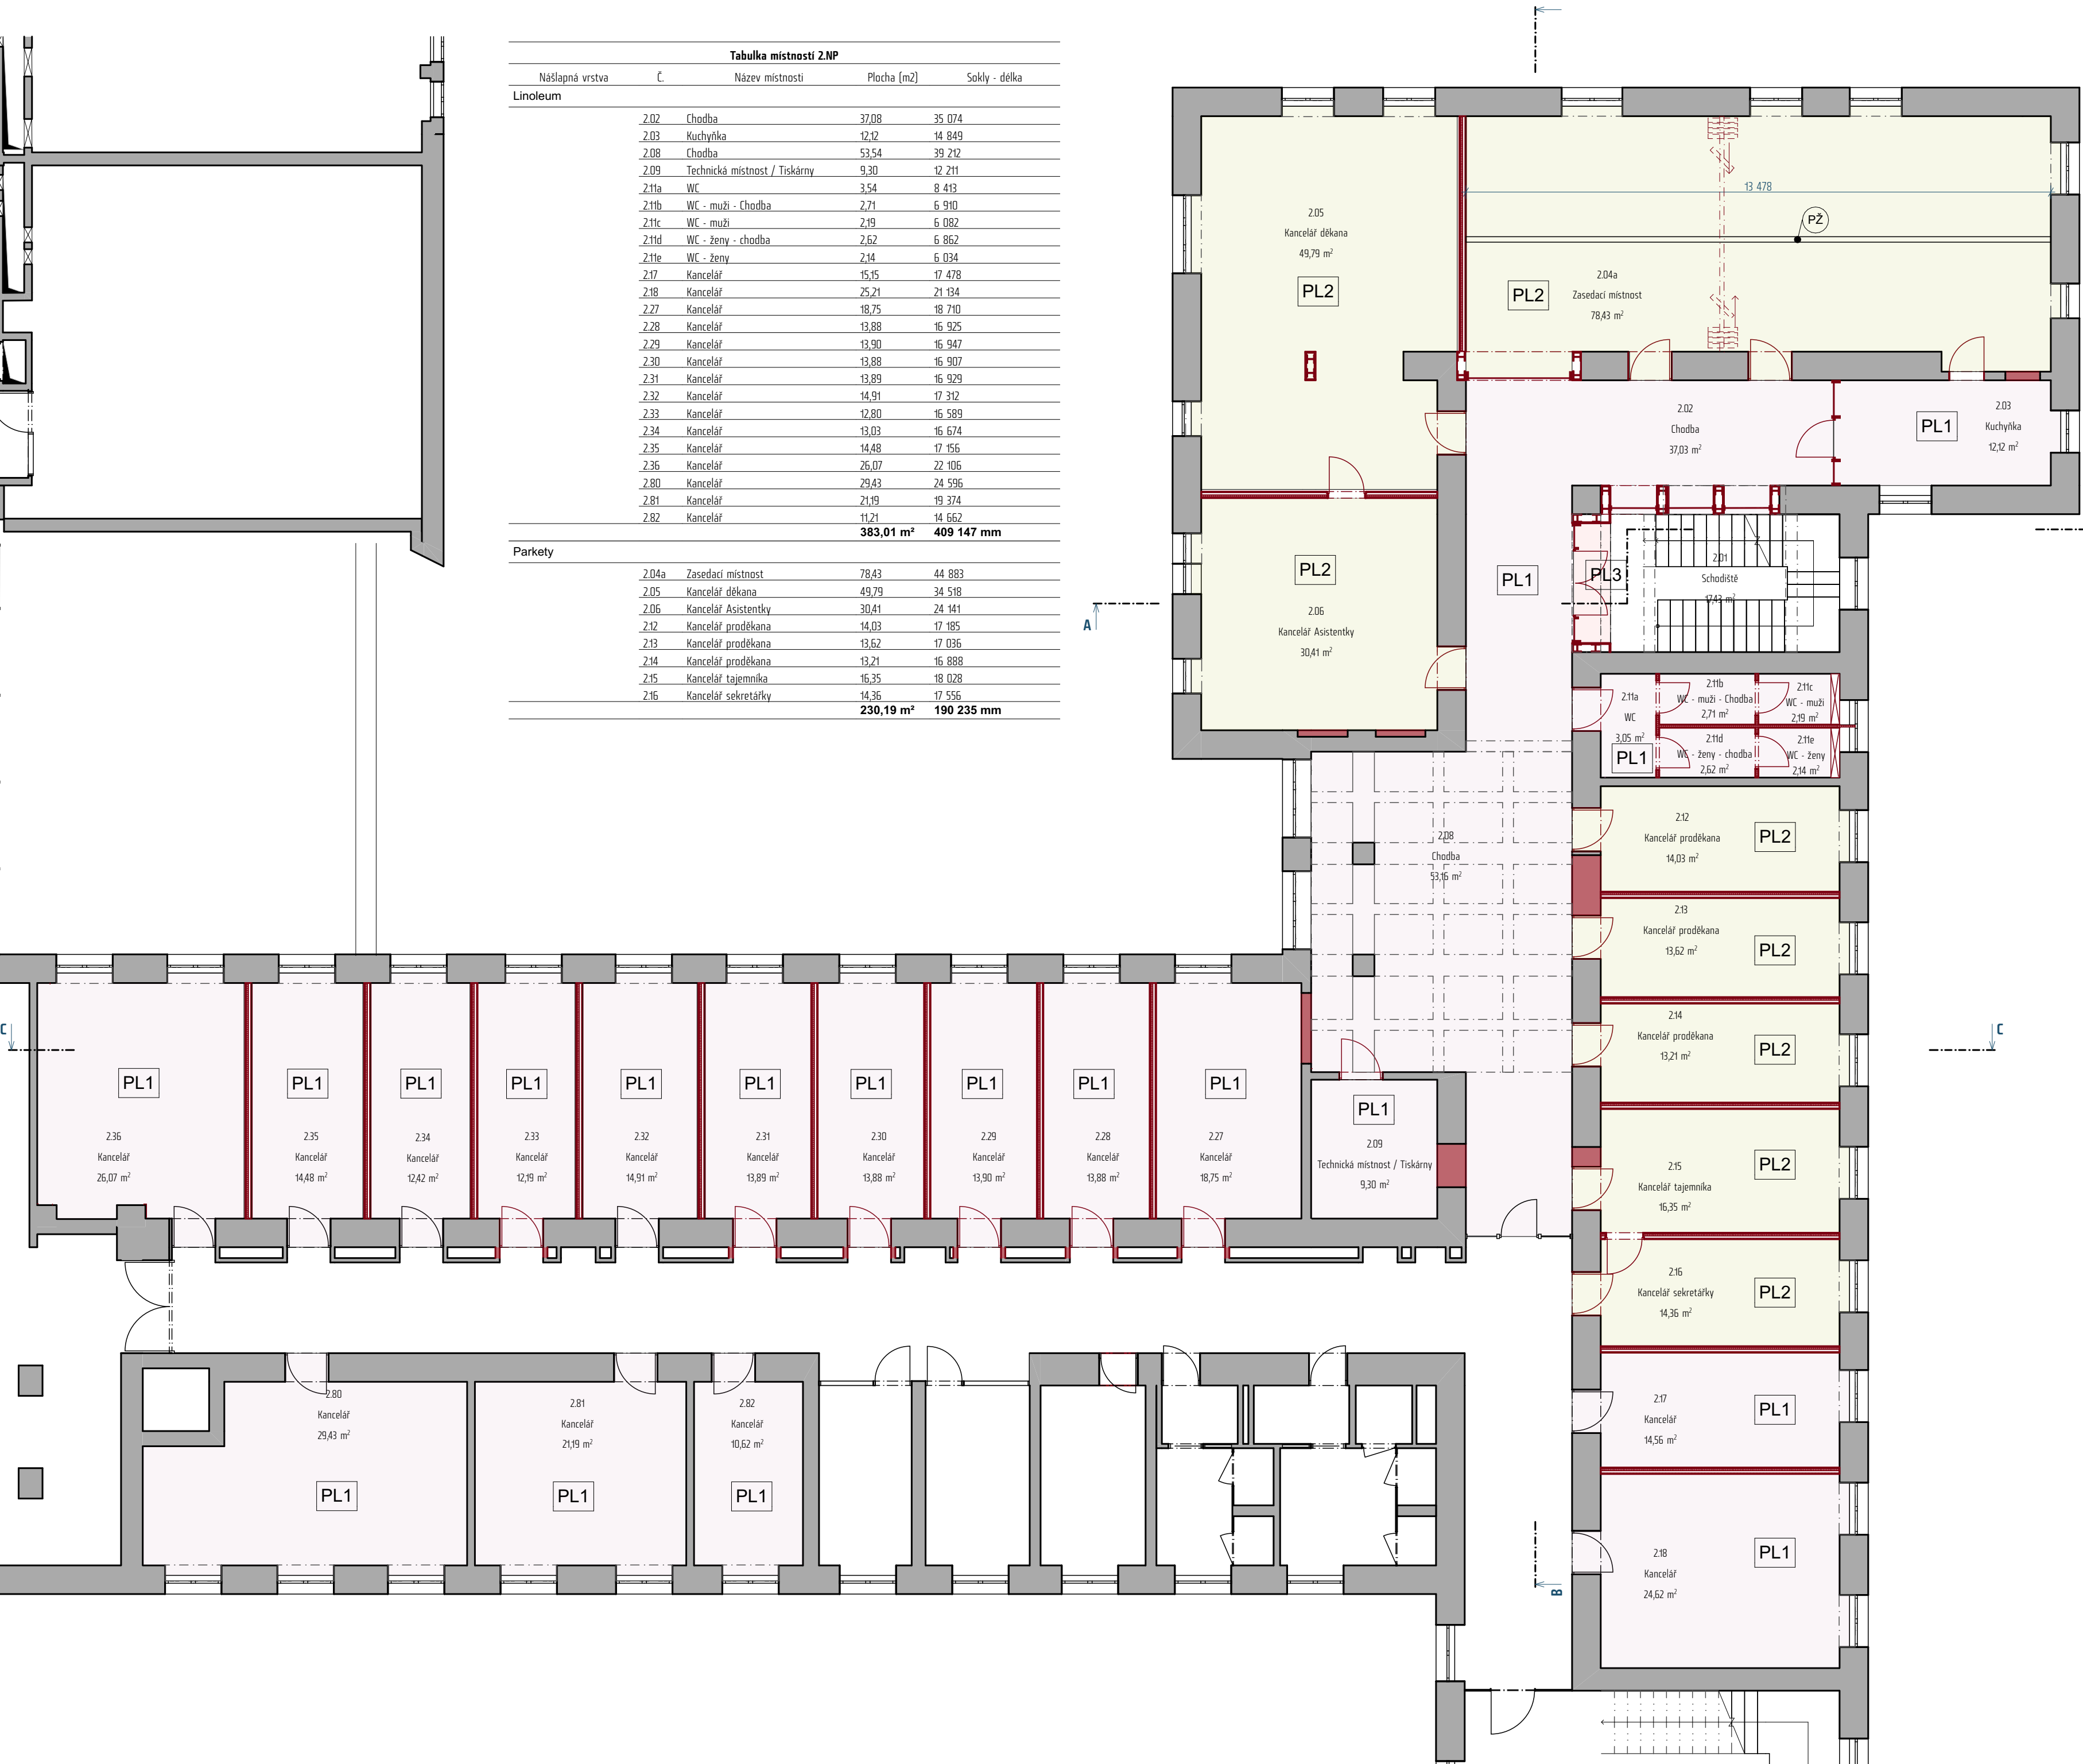 Tabulka místností 2.NP
Nášlapná vrstva Č. Název místnosti Plocha [m2] Sokly - délka
Linoleum
2.02 Chodba 37,08 35 074
2.03 Kuchyňka 12,12 14 849
2.08 Chodba 53,54 39 212
2.09 Technická místnost / Tiskárny 9,30 12 211
2.11a WC 3,54 8 413
2.11b WC - muži - Chodba 2,71 6 910
2.11c WC - muži 2,19 6 082
2.11d WC - ženy - chodba 2,62 6 862
2.11e WC - ženy 2,14 6 034
2.17 Kancelář 15,15 17 478
2.18 Kancelář 25,21 21 134
2.27 Kancelář 18,75 18 710
2.28 Kancelář 13,88 16 925
2.29 Kancelář 13,90 16 947
2.30 Kancelář 13,88 16 907
2.31 Kancelář 13,89 16 929
2.32 Kancelář 14,91 17 312
2.33 Kancelář 12,80 16 589
2.34 Kancelář 13,03 16 674
2.35 Kancelář 14,48 17 156
2.36 Kancelář 26,07 22 106
2.80 Kancelář 29,43 24 596
2.81 Kancelář 21,19 19 374
2.82 Kancelář 11,21 14 662
383,01 m² 409 147 mm
Parkety
2.04a Zasedací místnost 78,43 44 883
2.05 Kancelář děkana 49,79 34 518
2.06 Kancelář Asistentky 30,41 24 141
2.12 Kancelář proděkana 14,03 17 185
2.13 Kancelář proděkana 13,62 17 036
2.14 Kancelář proděkana 13,21 16 888
2.15 Kancelář tajemníka 16,35 18 028
2.16 Kancelář sekretářky 14,36 17 556
230,19 m² 190 235 mm
2.05
Kancelář děkana
49,79 m²
PL2
13 478
PŽ
2.04a
Zasedací místnost
78,43 m²
PL2
2.02
Chodba
37,03 m²
PL1
2.03
Kuchyňka
12,12 m²
PL2
2.06
Kancelář Asistentky
30,41 m²
A
PL1
PL3
2.01
Schodiště
17,43 m²
2.11a
WC
3,05 m²
PL1
2.11b
WC - muži - Chodba
2,71 m²
2.11c
WC - muži
2,19 m²
2.11d
WC - ženy - chodba
2,62 m²
2.11e
WC - ženy
2,14 m²
2.08
Chodba
53,16 m²
2.12
Kancelář proděkana
14,03 m²
PL2
2.13
Kancelář proděkana
13,62 m²
PL2
2.14
Kancelář proděkana
13,21 m²
PL2
C
C
2.15
Kancelář tajemníka
16,35 m²
PL2
2.16
Kancelář sekretářky
14,36 m²
PL2
2.17
Kancelář
14,56 m²
PL1
2.18
Kancelář
24,62 m²
PL1
B
PL1
2.36
Kancelář
26,07 m²
PL1
2.35
Kancelář
14,48 m²
PL1
2.34
Kancelář
12,42 m²
PL1
2.33
Kancelář
12,19 m²
PL1
2.32
Kancelář
14,91 m²
PL1
2.31
Kancelář
13,89 m²
PL1
2.30
Kancelář
13,88 m²
PL1
2.29
Kancelář
13,90 m²
PL1
2.28
Kancelář
13,88 m²
PL1
2.27
Kancelář
18,75 m²
PL1
2.09
Technická místnost / Tiskárny
9,30 m²
2.80
Kancelář
29,43 m²
PL1
2.81
Kancelář
21,19 m²
PL1
2.82
Kancelář
10,62 m²
PL1